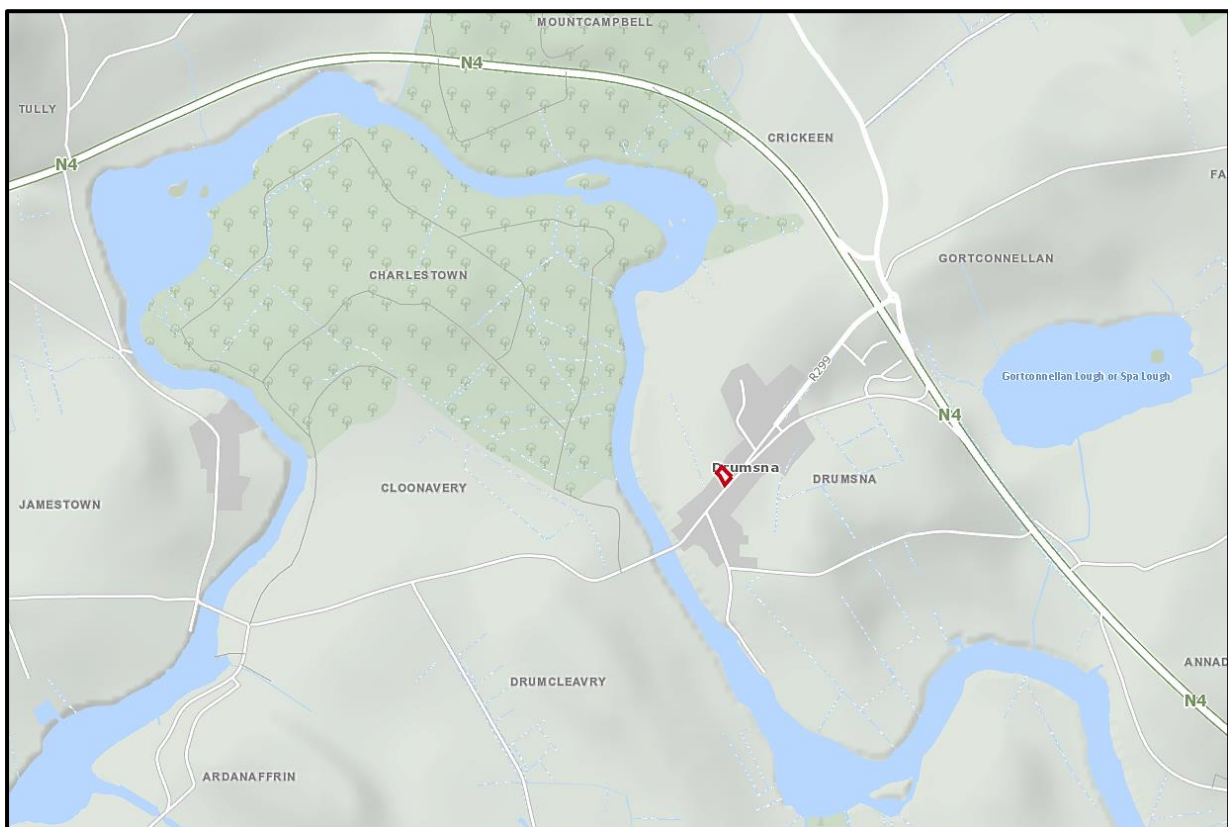 MOUNTCAMPBELL
N4
TULLY
CRICKEEN
N4
FA
GORTCONNELLAN
CHARLESTOWN
R299
Gortconnellan Lough or Spa Lough
N4
Drumsna
DRUMSNA
CLOONAVERY
JAMESTOWN
ANNAD
DRUMCLEAVRY
N4
ARDANAFFRIN